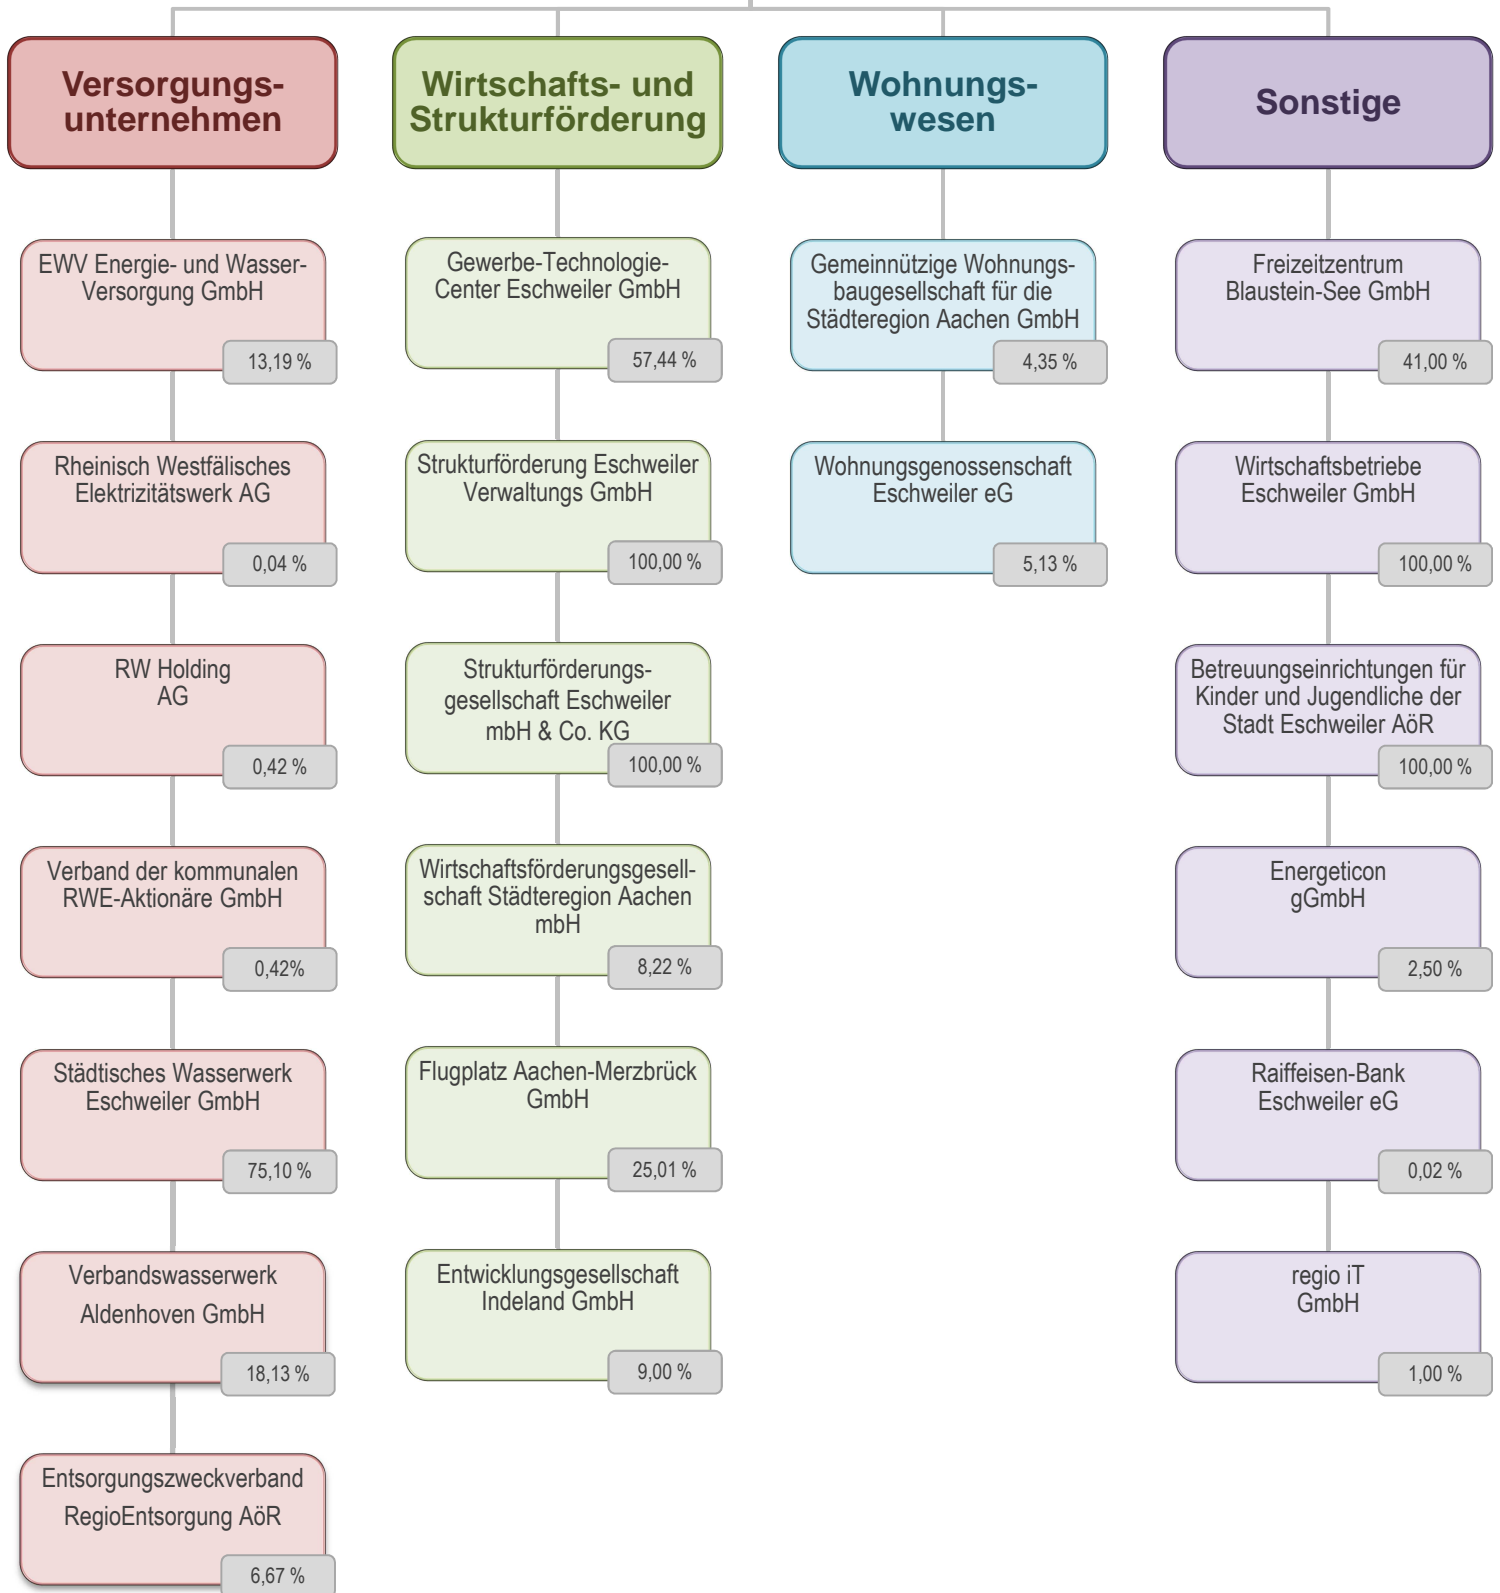 Versorgungs-
unternehmen
EWV Energie- und Wasser-
Versorgung GmbH
13,19 %
Rheinisch Westfälisches
Elektrizitätswerk AG
0,04 %
RW Holding
AG
0,42 %
Verband der kommunalen
RWE-Aktionäre GmbH
0,42%
Städtisches Wasserwerk
Eschweiler GmbH
75,10 %
Verbandswasserwerk
Aldenhoven GmbH
18,13 %
Entsorgungszweckverband
RegioEntsorgung AöR
6,67 %
Wirtschafts- und
Strukturförderung
Gewerbe-Technologie-
Center Eschweiler GmbH
57,44 %
Strukturförderung Eschweiler
Verwaltungs GmbH
100,00 %
Strukturförderungs-
gesellschaft Eschweiler
mbH & Co. KG
100,00 %
Wirtschaftsförderungsgesell-
schaft Städteregion Aachen
mbH
8,22 %
Flugplatz Aachen-Merzbrück
GmbH
25,01 %
Entwicklungsgesellschaft
Indeland GmbH
9,00 %
Wohnungs-
wesen
Gemeinnützige Wohnungs-
baugesellschaft für die
Städteregion Aachen GmbH
4,35 %
Wohnungsgenossenschaft
Eschweiler eG
5,13 %
Sonstige
Freizeitzentrum
Blaustein-See GmbH
41,00 %
Wirtschaftsbetriebe
Eschweiler GmbH
100,00 %
Betreuungseinrichtungen für
Kinder und Jugendliche der
Stadt Eschweiler AöR
100,00 %
Energeticon
gGmbH
2,50 %
Raiffeisen-Bank
Eschweiler eG
0,02 %
regio iT
GmbH
1,00 %